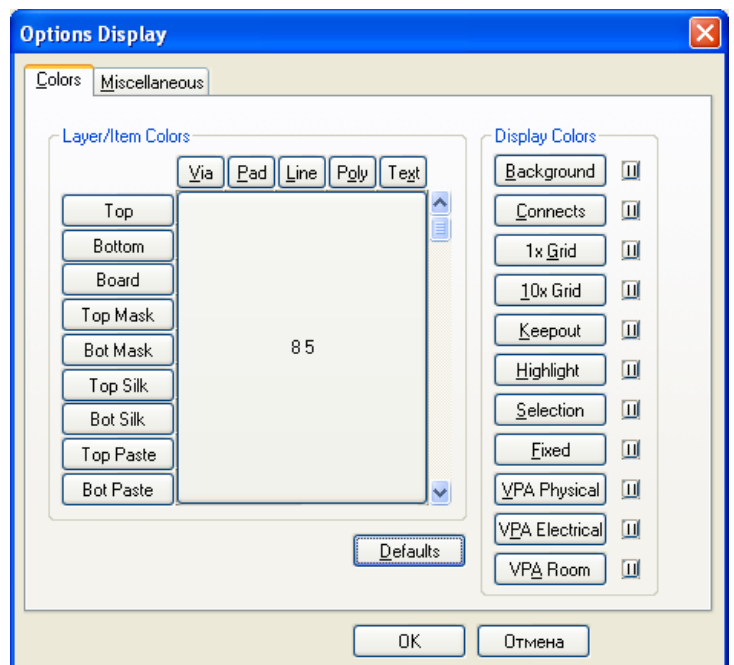 Options Display
Colors Miscellaneous
Layer/Item Colors
Via Pad Line Poly Text
Top
Bottom
Board
Top Mask
Bot Mask
Top Silk
Bot Silk
Top Paste
Bot Paste
8 5
Defaults
Display Colors
Background
Connects
1x Grid
10x Grid
Keepout
Highlight
Selection
Fixed
VPA Physical
VPA Electrical
VPA Room
OK Отмена